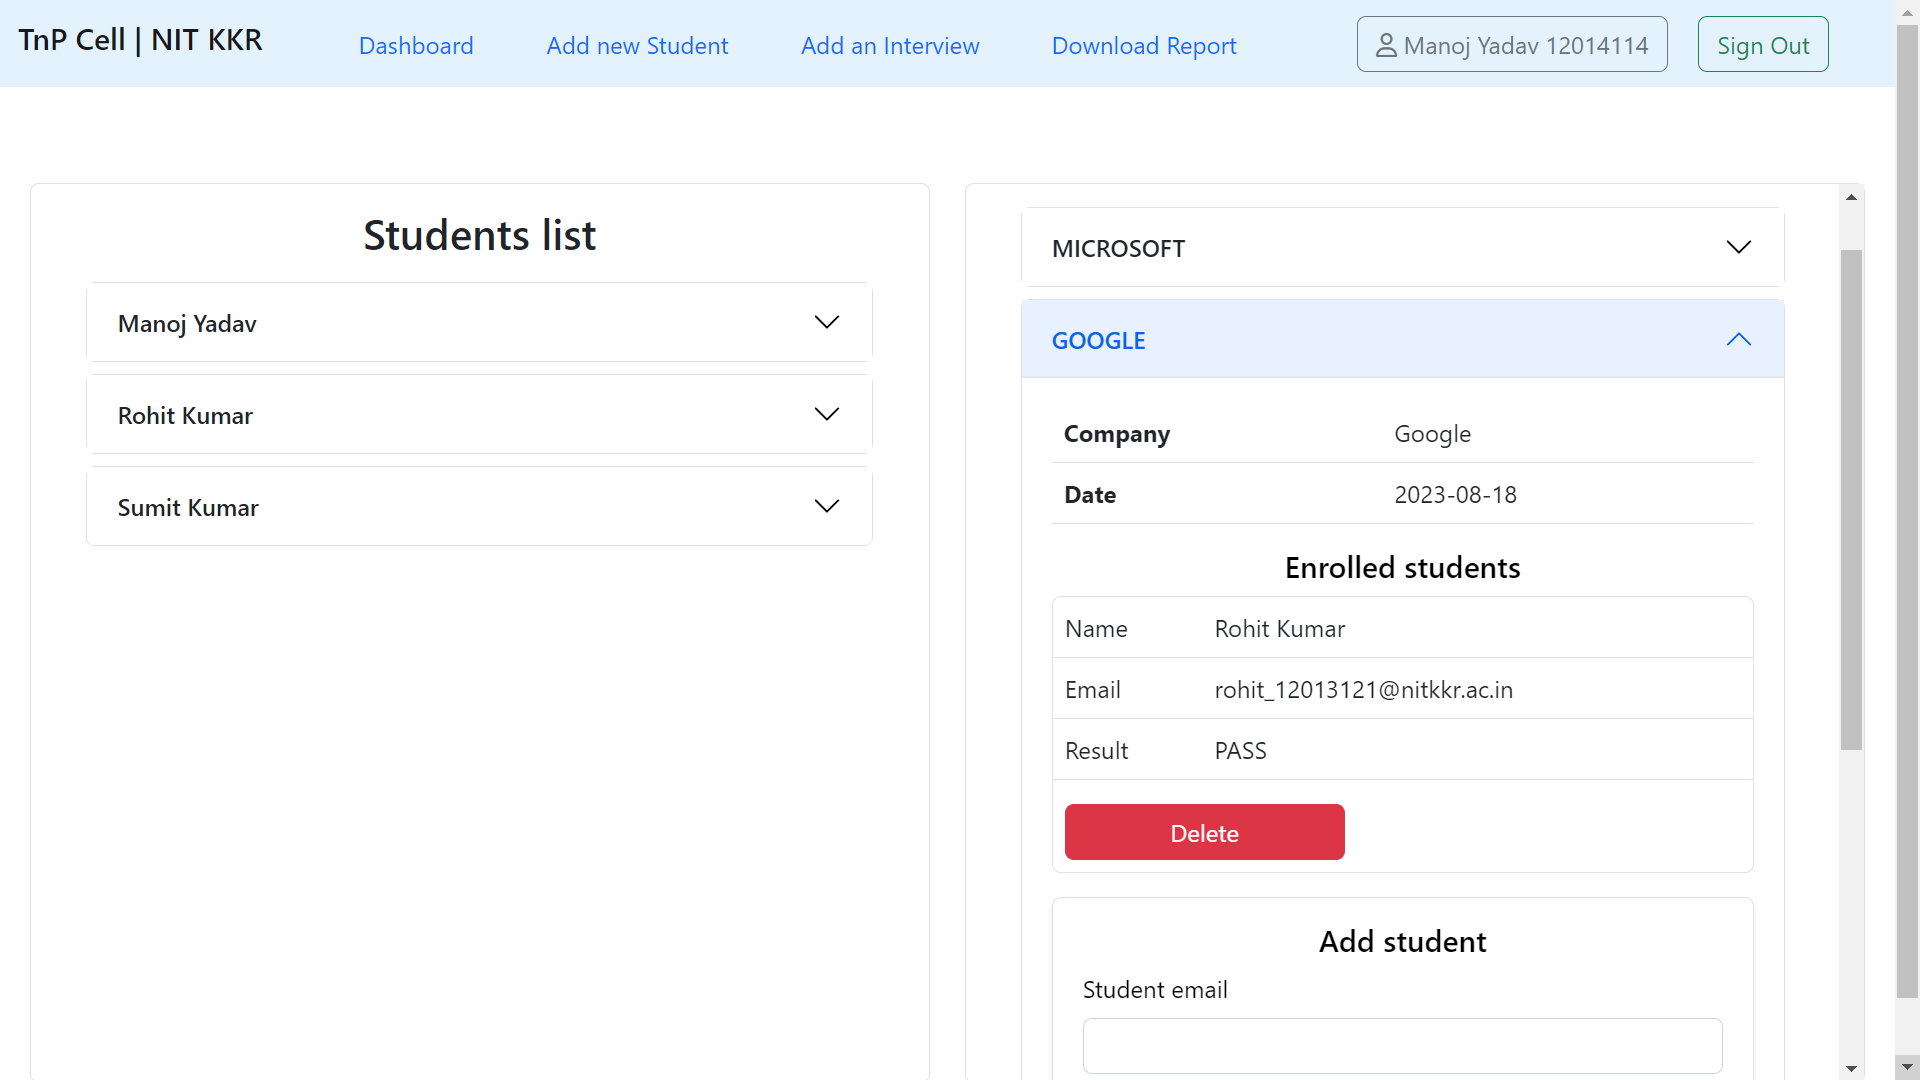 TnP Cell | NIT KKR
Dashboard
Add new Student
Add an Interview
Download Report
Manoj Yadav 12014114
Sign Out
Students list
Manoj Yadav
Rohit Kumar
Sumit Kumar
MICROSOFT
GOOGLE
Company Google
Date 2023-08-18
Enrolled students
Name Rohit Kumar
Email rohit_12013121@nitkkr.ac.in
Result PASS
Delete
Add student
Student email